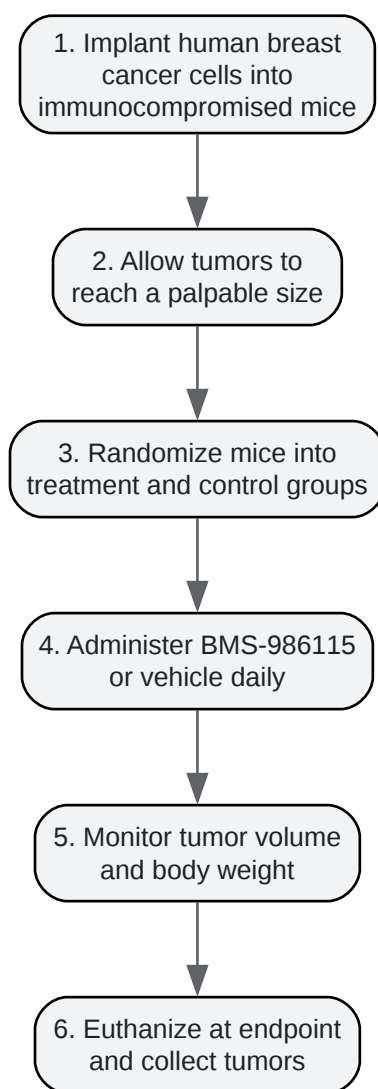 1. Implant human breast
cancer cells into
immunocompromised mice
2. Allow tumors to
reach a palpable size
3. Randomize mice into
treatment and control groups
4. Administer BMS-986115
or vehicle daily
5. Monitor tumor volume
and body weight
6. Euthanize at endpoint
and collect tumors